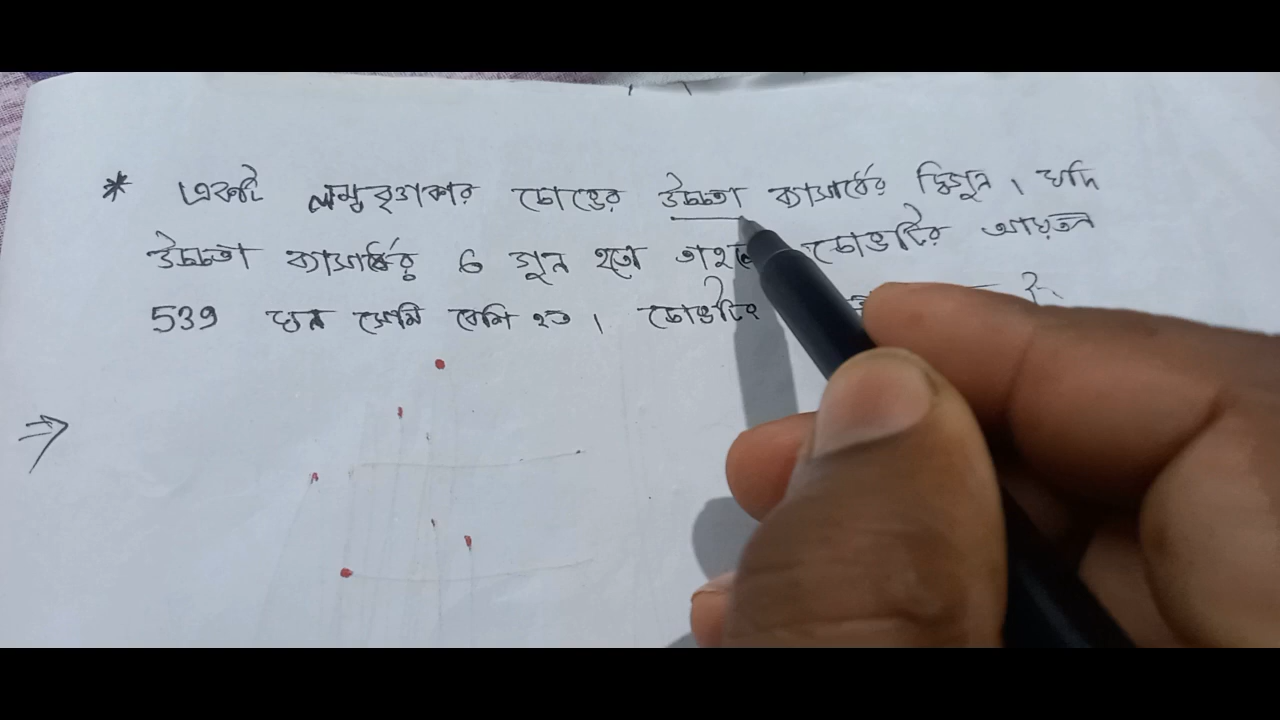 * একটি লম্ববৃত্তাকার চোঙের উচ্চতা ব্যাসার্ধের দ্বিগুন । যদি
উচ্চতা ব্যাসার্ধের 6 গুন হতো তাহলে চোঙটির আয়তন
539 ঘন ডেসিমি বেশি হত । চোঙটির
⇒